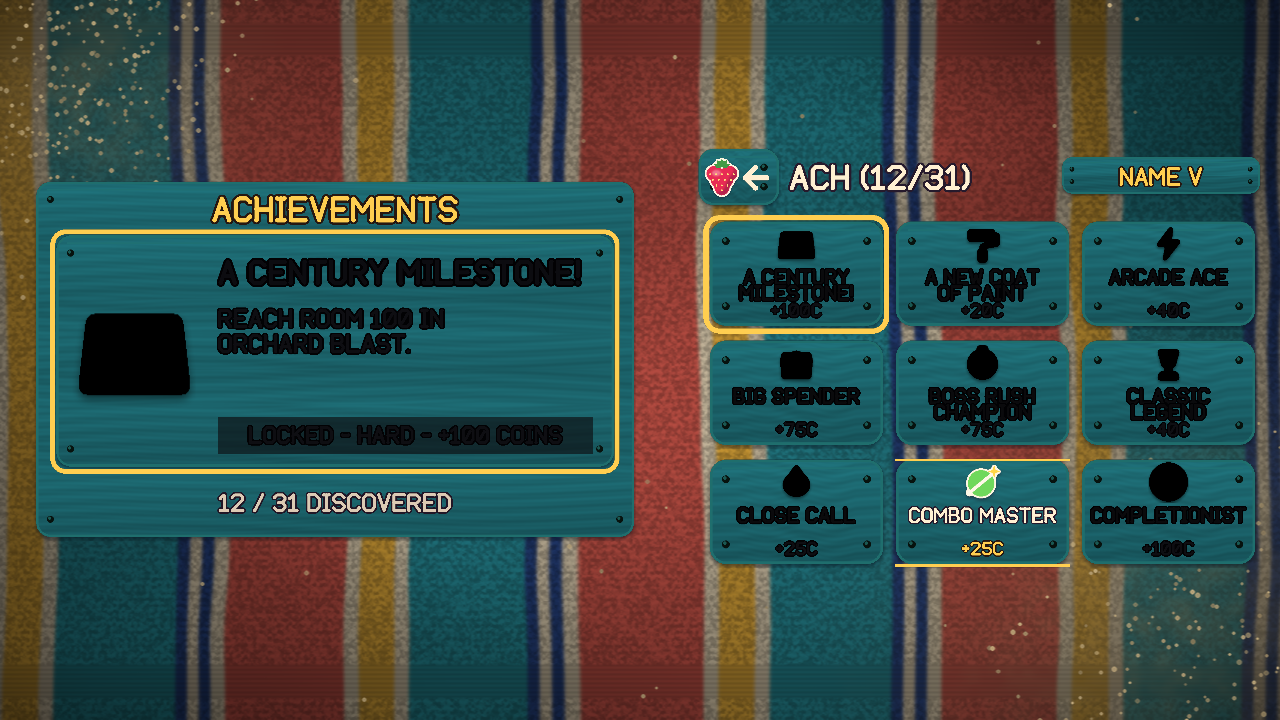 ACHIEVEMENTS
A CENTURY MILESTONE!
REACH ROOM 100 IN
ORCHARD BLAST.
LOCKED - HARD - +100 COINS
12 / 31 DISCOVERED
ACH (12/31)
NAME V
A CENTURY
MILESTONE!
+100C
A NEW COAT
OF PAINT
+20C
ARCADE ACE
+40C
BIG SPENDER
+75C
BOSS RUSH
CHAMPION
+75C
CLASSIC
LEGEND
+40C
CLOSE CALL
+25C
COMBO MASTER
+25C
COMPLETIONIST
+100C